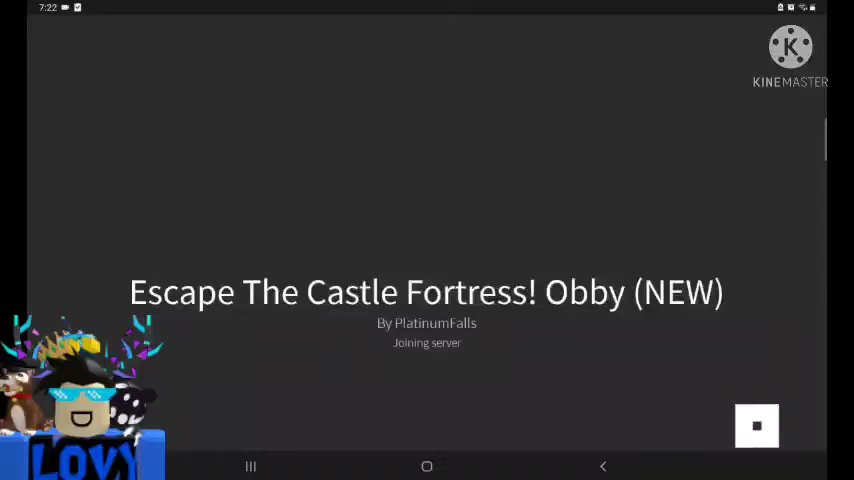 7:22
KINEMASTER
Escape The Castle Fortress! Obby (NEW)
By PlatinumFalls
Joining server
LOVY